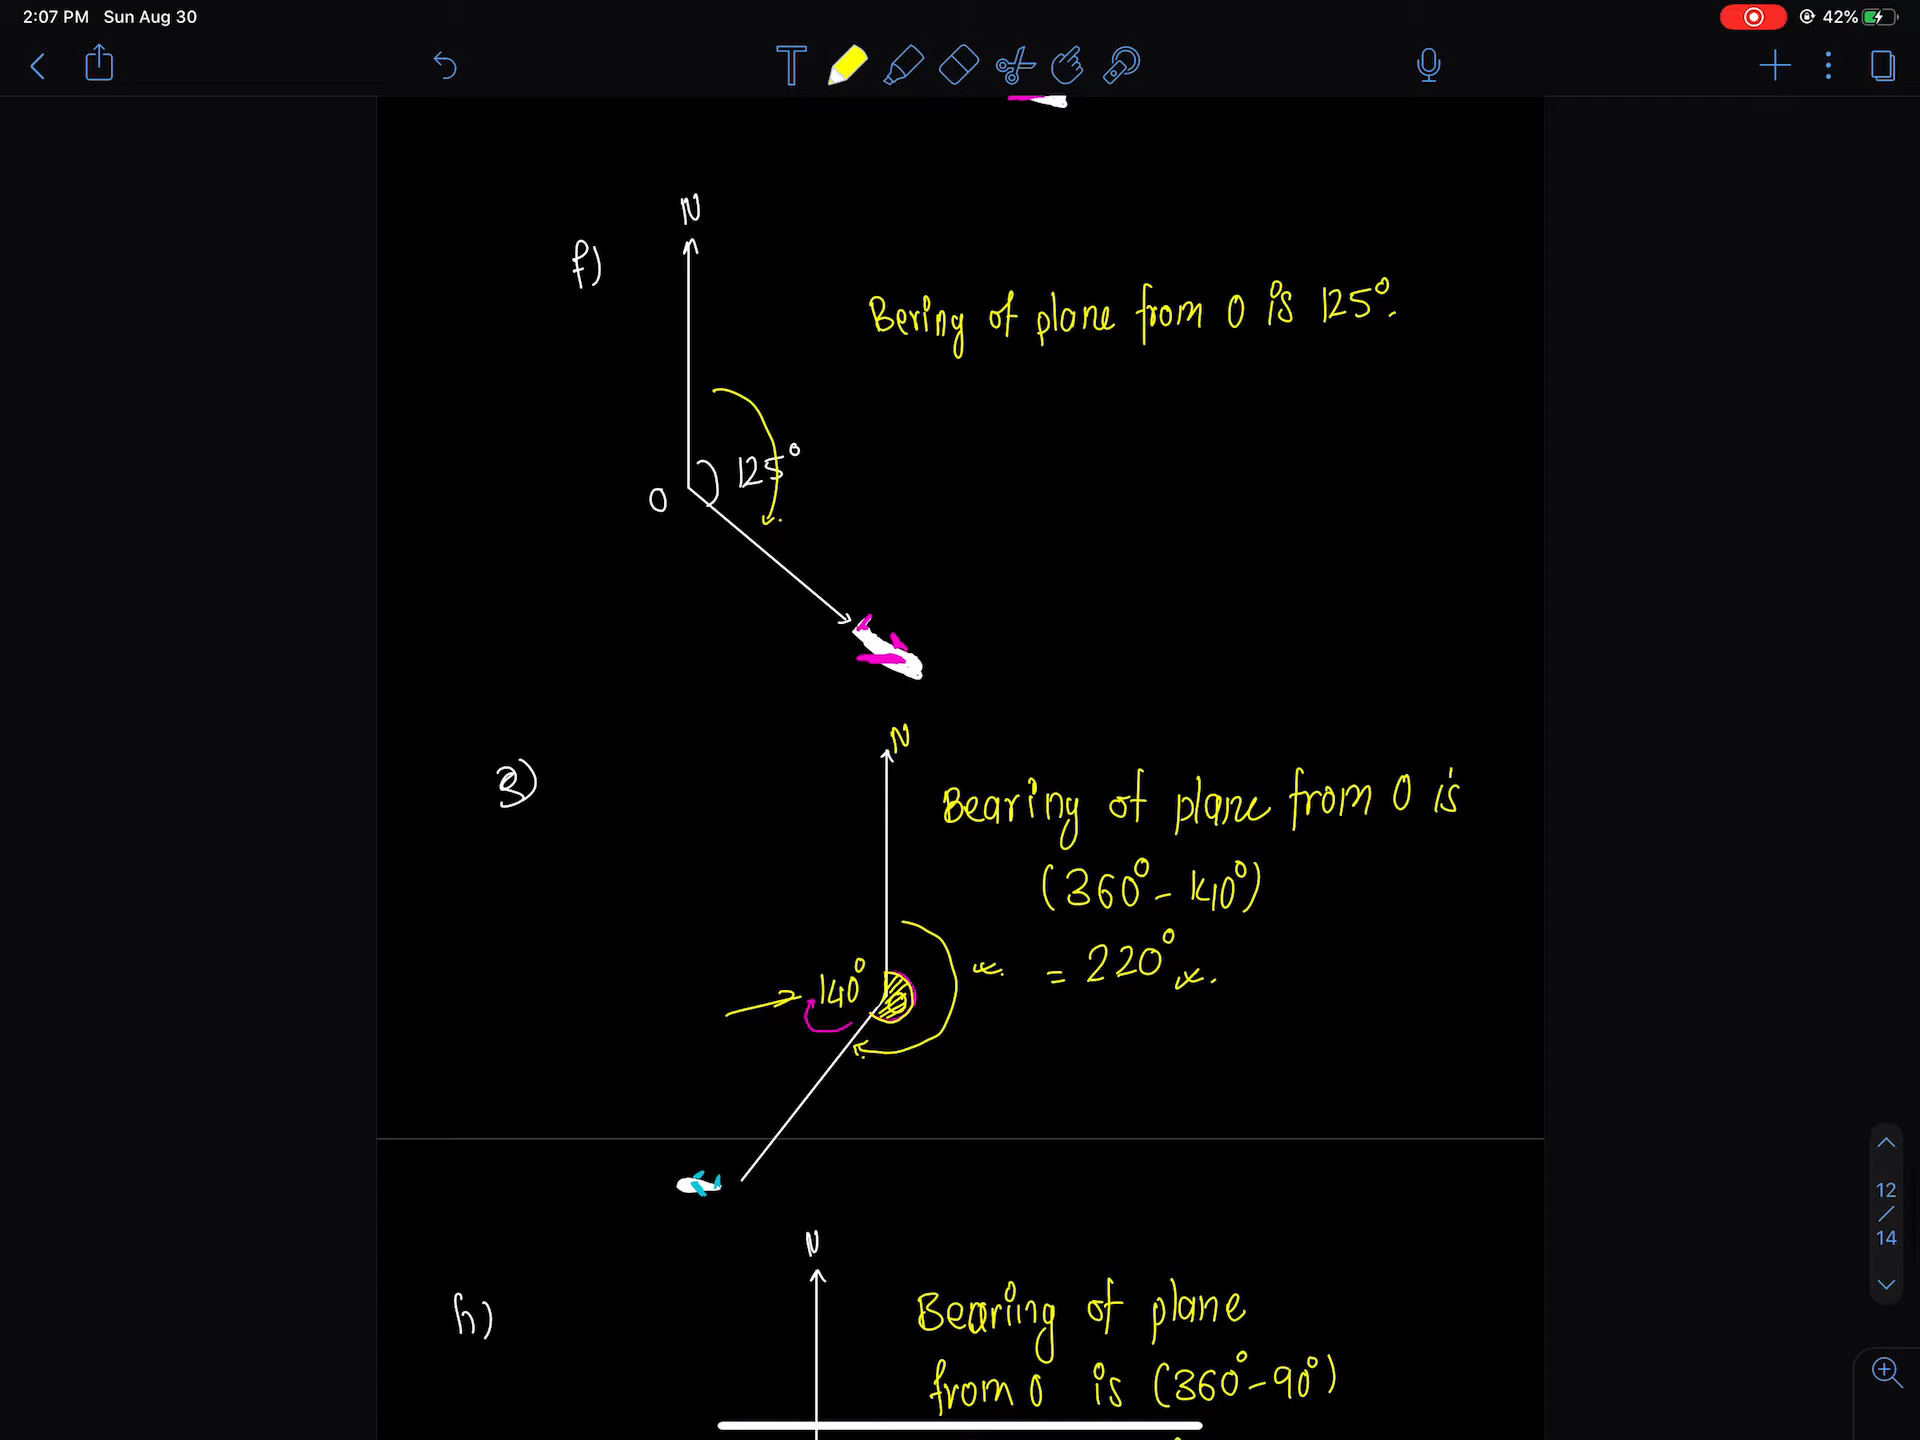 2:07 PM Sun Aug 30
42%
T
N
f)
Bering of plane from O is 125°.
125°
O
N
g)
Bearing of plane from O is
(360° - 140°)
140°
= 220°
12
/
14
N
h)
Bearing of plane
from O is (360° - 90°)